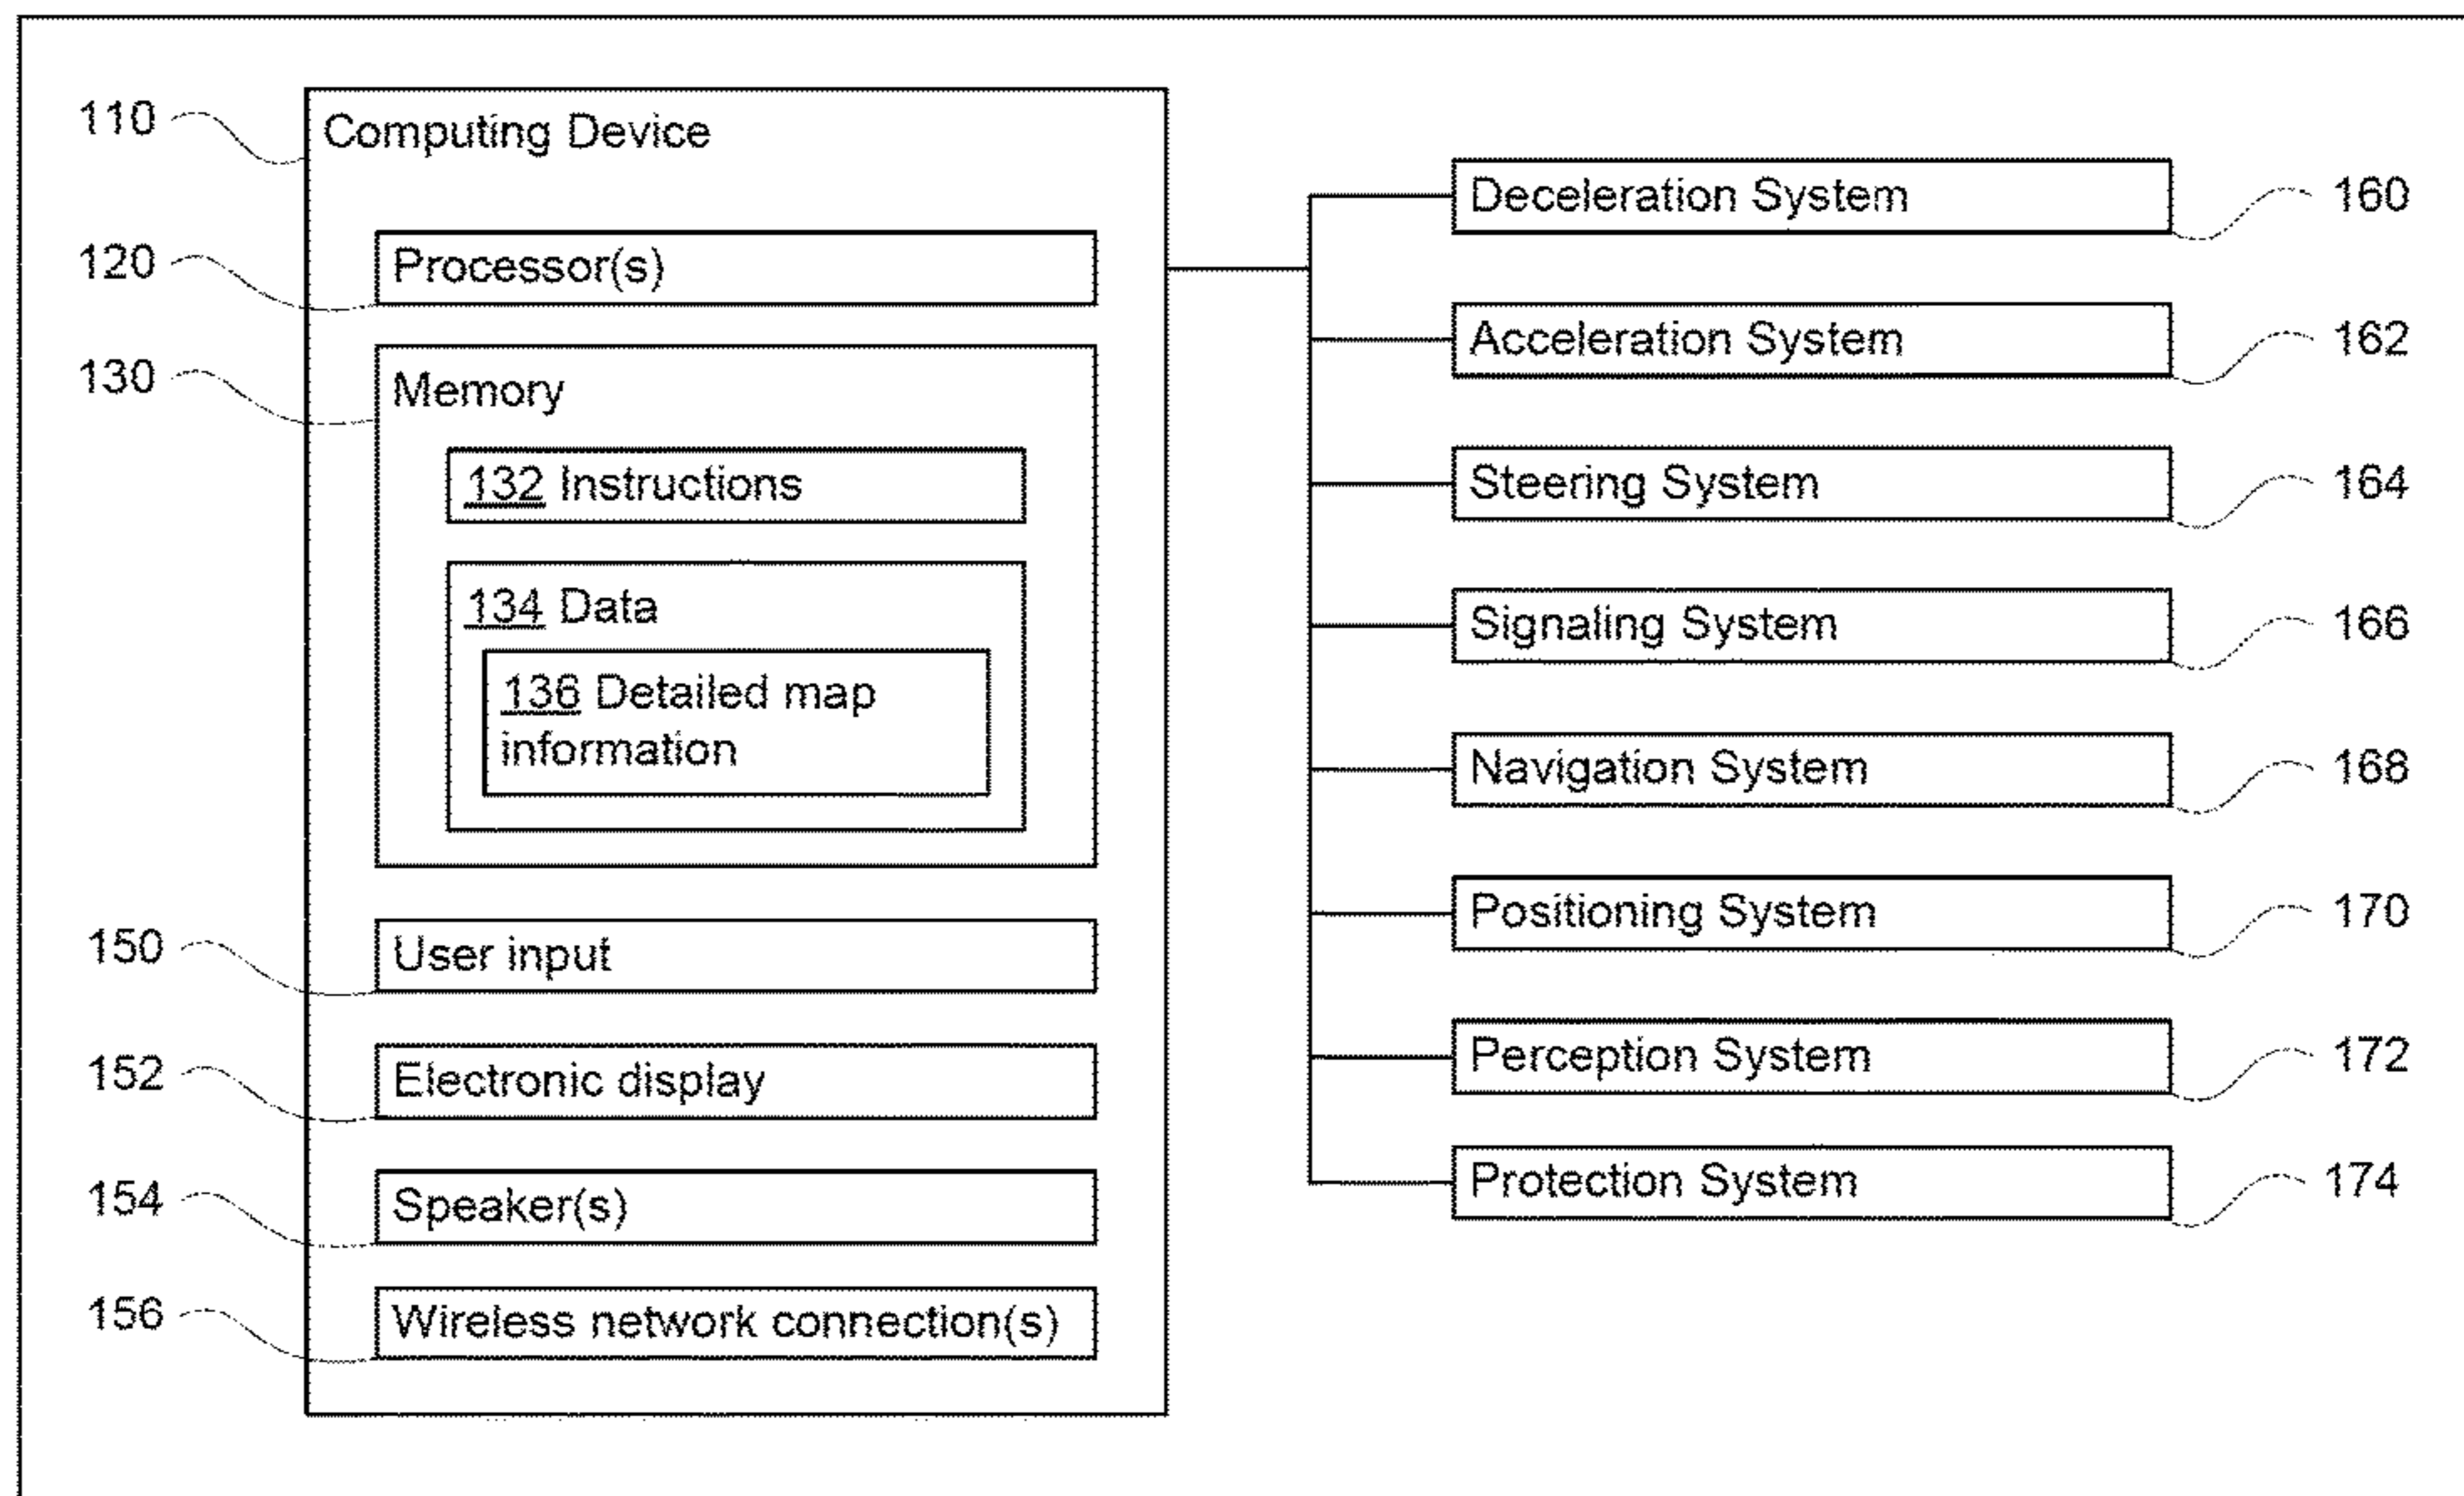 110
Computing Device
120
Processor(s)
130
Memory
132 Instructions
134 Data
136 Detailed map
information
150
User input
152
Electronic display
154
Speaker(s)
156
Wireless network connection(s)
Deceleration System
160
Acceleration System
162
Steering System
164
Signaling System
166
Navigation System
168
Positioning System
170
Perception System
172
Protection System
174